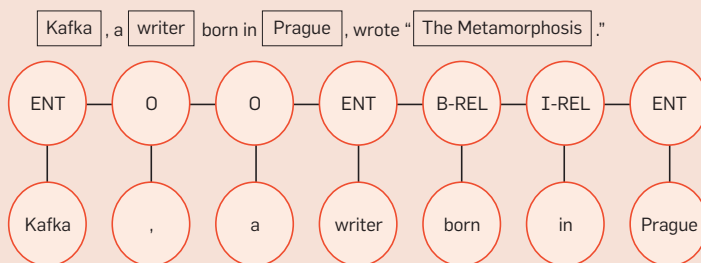 Kafka , a writer born in Prague , wrote “ The Metamorphosis .”
ENT O O ENT B-REL I-REL ENT
Kafka , a writer born in Prague